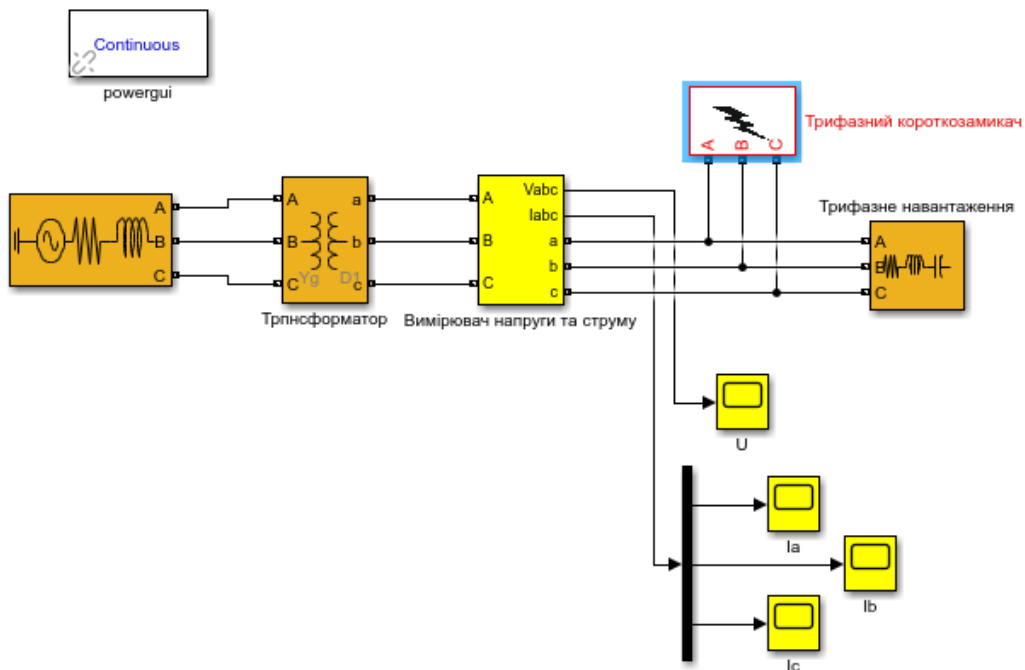 Continuous
powergui
Трифазний короткозамикач
A B C
Трифазне навантаження
A
B
C
A
B
C
Yg
a
b
c
D1
Трпнсформатор
A
B
C
Vabc
Iabc
a
b
c
Вимірювач напруги та струму
A
B
C
U
Ia
Ib
Ic